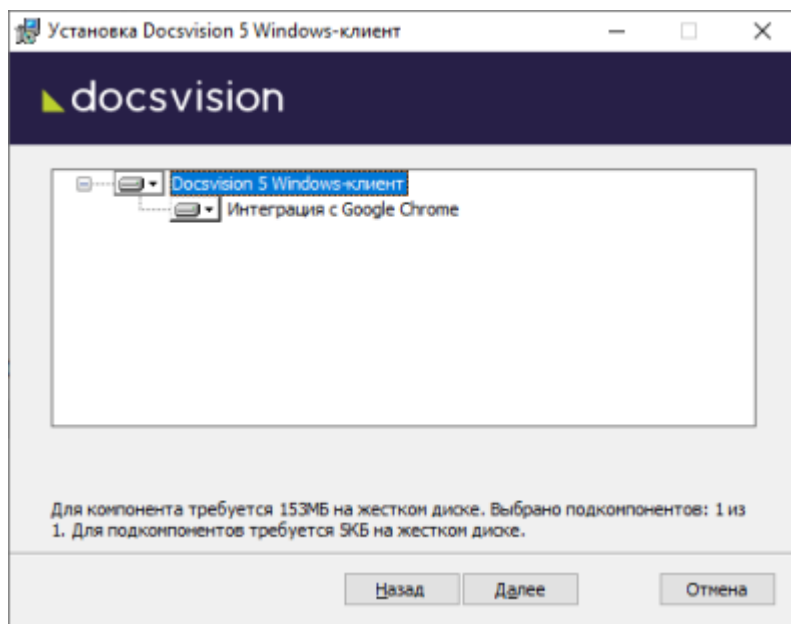 Установка Docsvision 5 Windows-клиент
docsvision
Docsvision 5 Windows-клиент
Интеграция с Google Chrome
Для компонента требуется 153МБ на жестком диске. Выбрано подкомпонентов: 1 из
1. Для подкомпонентов требуется 5КБ на жестком диске.
Назад Далее Отмена